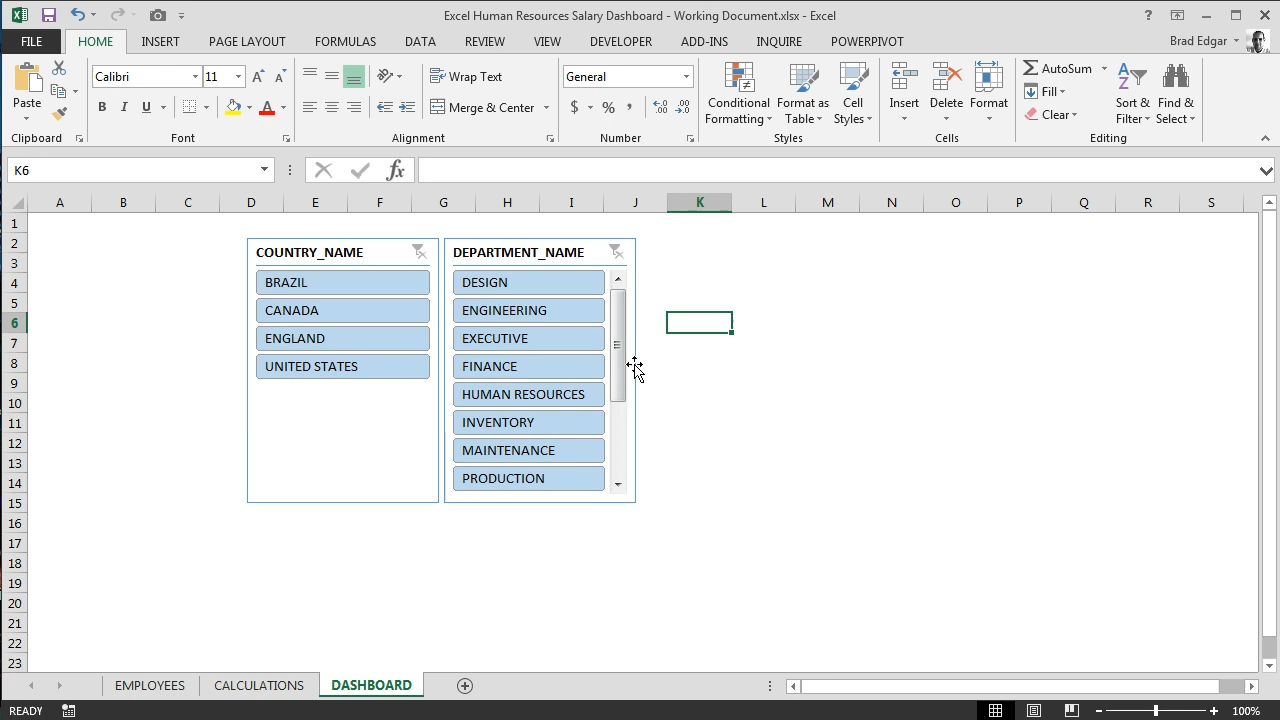 Excel Human Resources Salary Dashboard - Working Document.xlsx - Excel
FILE HOME INSERT PAGE LAYOUT FORMULAS DATA REVIEW VIEW DEVELOPER ADD-INS INQUIRE POWERPIVOT Brad Edgar
Paste
Clipboard
Calibri 11
B I U A
Font
Wrap Text
Merge & Center
Alignment
General
$ % ,
Number
Conditional Formatting
Format as Table
Cell Styles
Styles
Insert Delete Format
Cells
AutoSum
Fill
Clear
Sort & Filter
Find & Select
Editing
K6 fx
A B C D E F G H I J K L M N O P Q R S
1
2
3
4
5
6
7
8
9
10
11
12
13
14
15
16
17
18
19
20
21
22
23
COUNTRY_NAME
BRAZIL
CANADA
ENGLAND
UNITED STATES
DEPARTMENT_NAME
DESIGN
ENGINEERING
EXECUTIVE
FINANCE
HUMAN RESOURCES
INVENTORY
MAINTENANCE
PRODUCTION
EMPLOYEES CALCULATIONS DASHBOARD
READY 100%